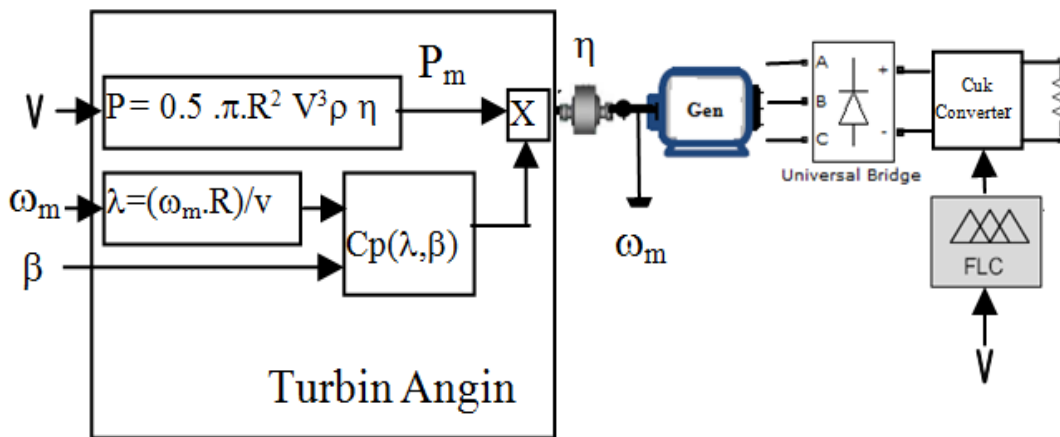 V
P = 0.5 .π.R² V³ρ η
Pₘ
X
η
Gen
A
B
C
+
-
Universal Bridge
Cuk
Converter
ωₘ
λ=(ωₘ.R)/v
β
Cp(λ,β)
ωₘ
FLC
V
Turbin Angin